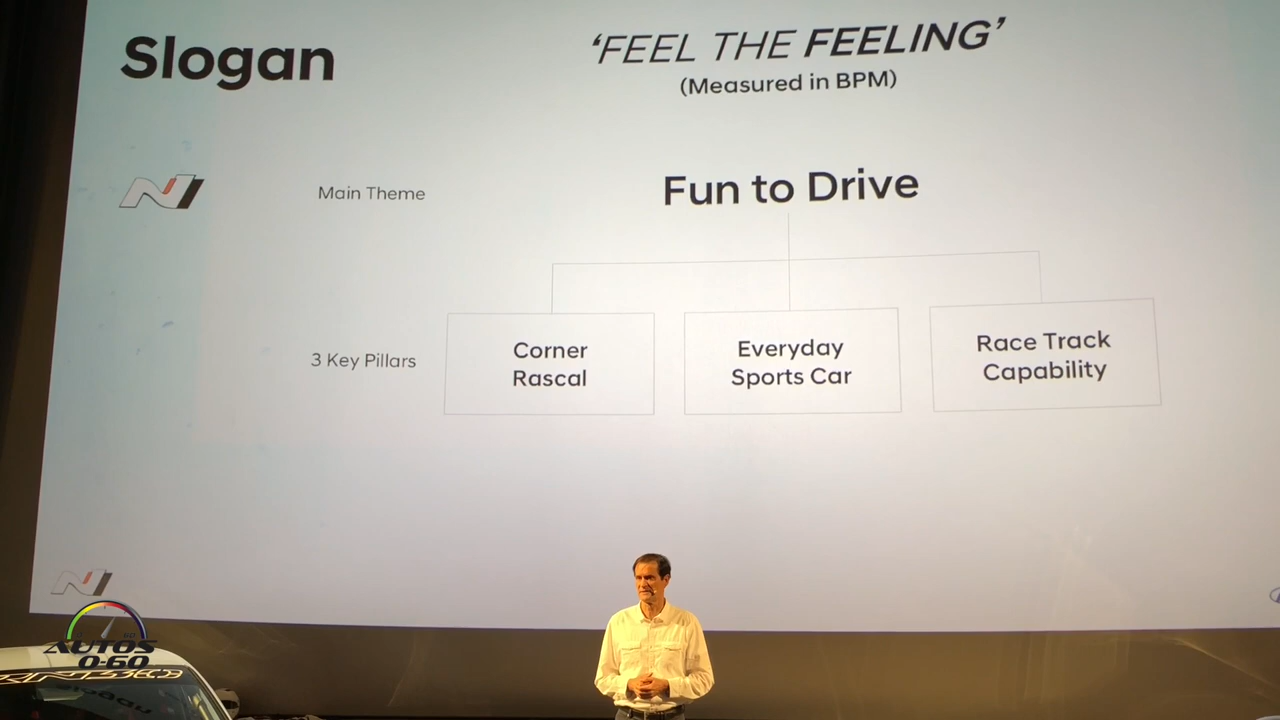 Slogan
‘FEEL THE FEELING’
(Measured in BPM)
N
Main Theme
Fun to Drive
3 Key Pillars
Corner
Rascal
Everyday
Sports Car
Race Track
Capability
N
AUTOS
0-60